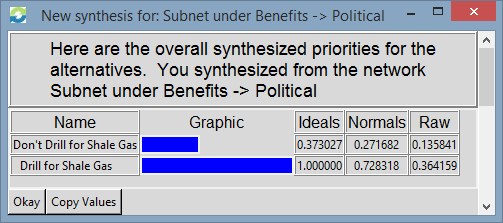 New synthesis for: Subnet under Benefits -> Political
Here are the overall synthesized priorities for the
alternatives. You synthesized from the network
Subnet under Benefits -> Political
Name Graphic Ideals Normals Raw
Don't Drill for Shale Gas 0.373027 0.271682 0.135841
Drill for Shale Gas 1.000000 0.728318 0.364159
Okay Copy Values